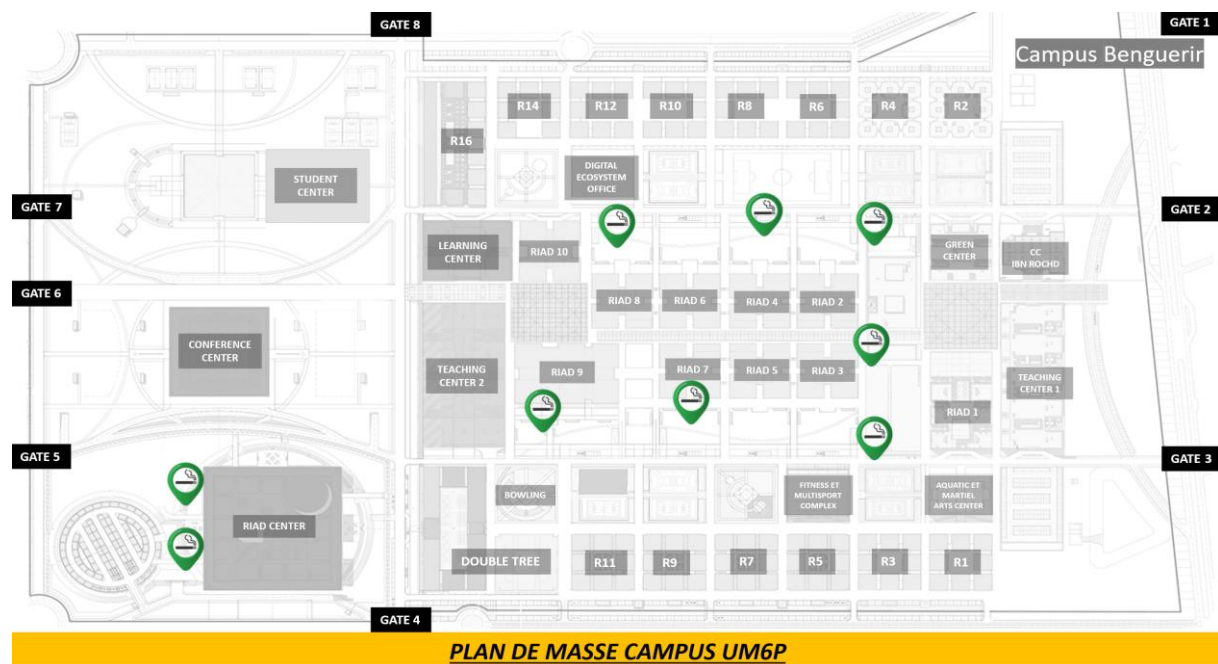 GATE 8
GATE 1
Campus Benguerir
R14
R12
R10
R8
R6
R4
R2
R16
DIGITAL
ECOSYSTEM
OFFICE
STUDENT
CENTER
GATE 7
GATE 2
LEARNING
CENTER
RIAD 10
GREEN
CENTER
CC
IBN ROCHD
GATE 6
RIAD 8
RIAD 6
RIAD 4
RIAD 2
CONFERENCE
CENTER
TEACHING
CENTER 2
RIAD 9
RIAD 7
RIAD 5
RIAD 3
TEACHING
CENTER 1
RIAD 1
GATE 5
GATE 3
BOWLING
FITNESS ET
MULTISPORT
COMPLEX
AQUATIC ET
MARTIEL
ARTS CENTER
RIAD CENTER
DOUBLE TREE
R11
R9
R7
R5
R3
R1
GATE 4
PLAN DE MASSE CAMPUS UM6P